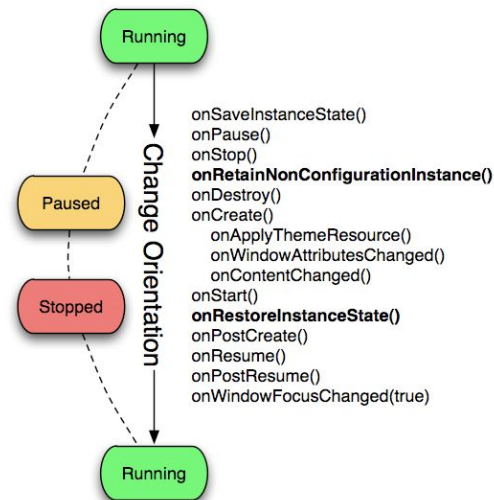 Running
Change Orientation
onSaveInstanceState()
onPause()
onStop()
onRetainNonConfigurationInstance()
onDestroy()
onCreate()
onApplyThemeResource()
onWindowAttributesChanged()
onContentChanged()
onStart()
onRestoreInstanceState()
onPostCreate()
onResume()
onPostResume()
onWindowFocusChanged(true)
Paused
Stopped
Running